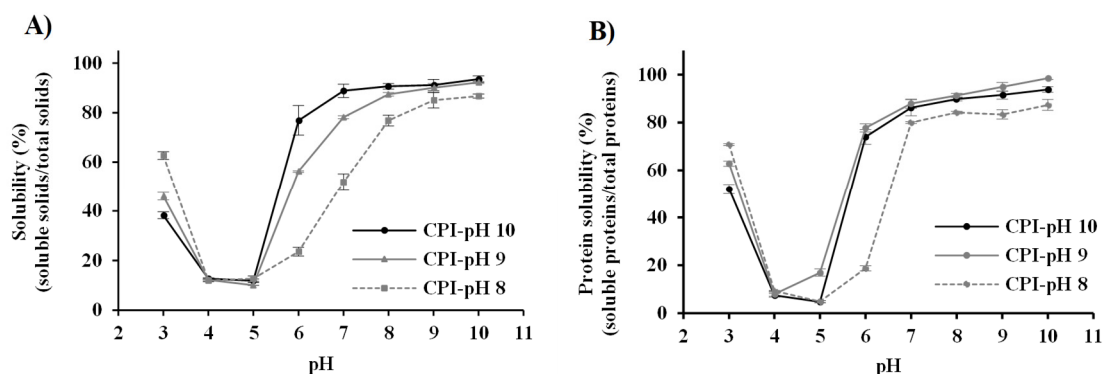 A)
Solubility (%)
(soluble solids/total solids)
100
80
60
40
20
0
2 3 4 5 6 7 8 9 10 11
pH
CPI-pH 10
CPI-pH 9
CPI-pH 8
B)
Protein solubility (%)
(soluble proteins/total proteins)
100
80
60
40
20
0
2 3 4 5 6 7 8 9 10 11
pH
CPI-pH 10
CPI-pH 9
CPI-pH 8